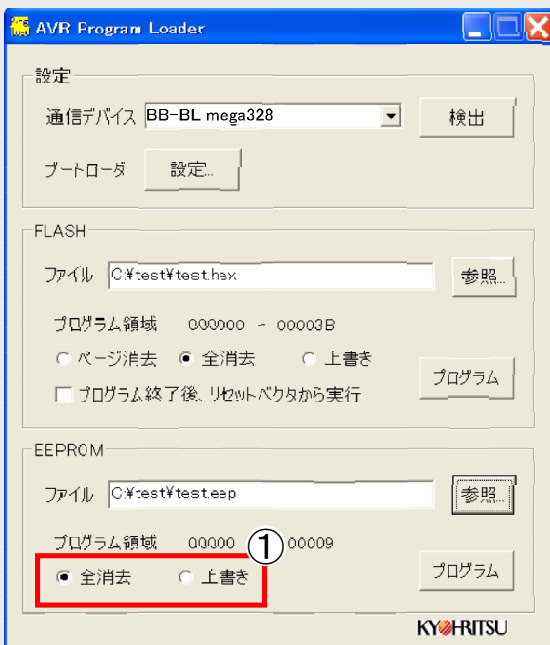 AVR Program Loader
設定
通信デバイス BB-BL mega328 検出
ブートローダ 設定...
FLASH
ファイル C:¥test¥test.hex 参照...
プログラム領域 000000 - 00003B
ページ消去 全消去 上書き
プログラム終了後、リセットベクタから実行
プログラム
EEPROM
ファイル C:¥test¥test.eep 参照...
プログラム領域 00000 ① 00009
全消去 上書き
プログラム
KYOHRITSU